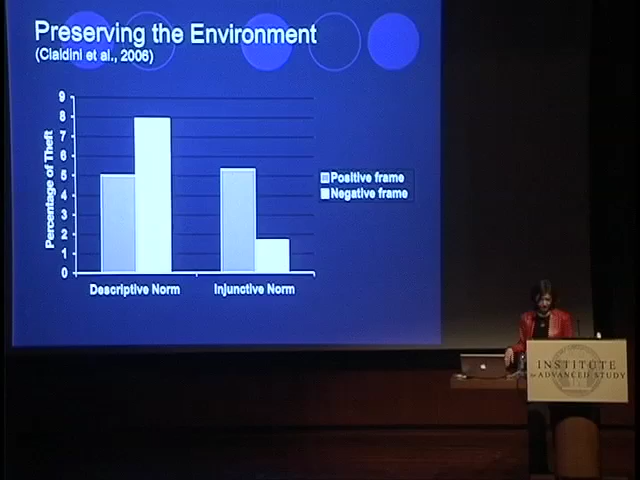 Preserving the Environment
(Cialdini et al., 2006)
Percentage of Theft
9
8
7
6
5
4
3
2
1
0
Positive frame
Negative frame
Descriptive Norm
Injunctive Norm
INSTITUTE
for ADVANCED STUDY